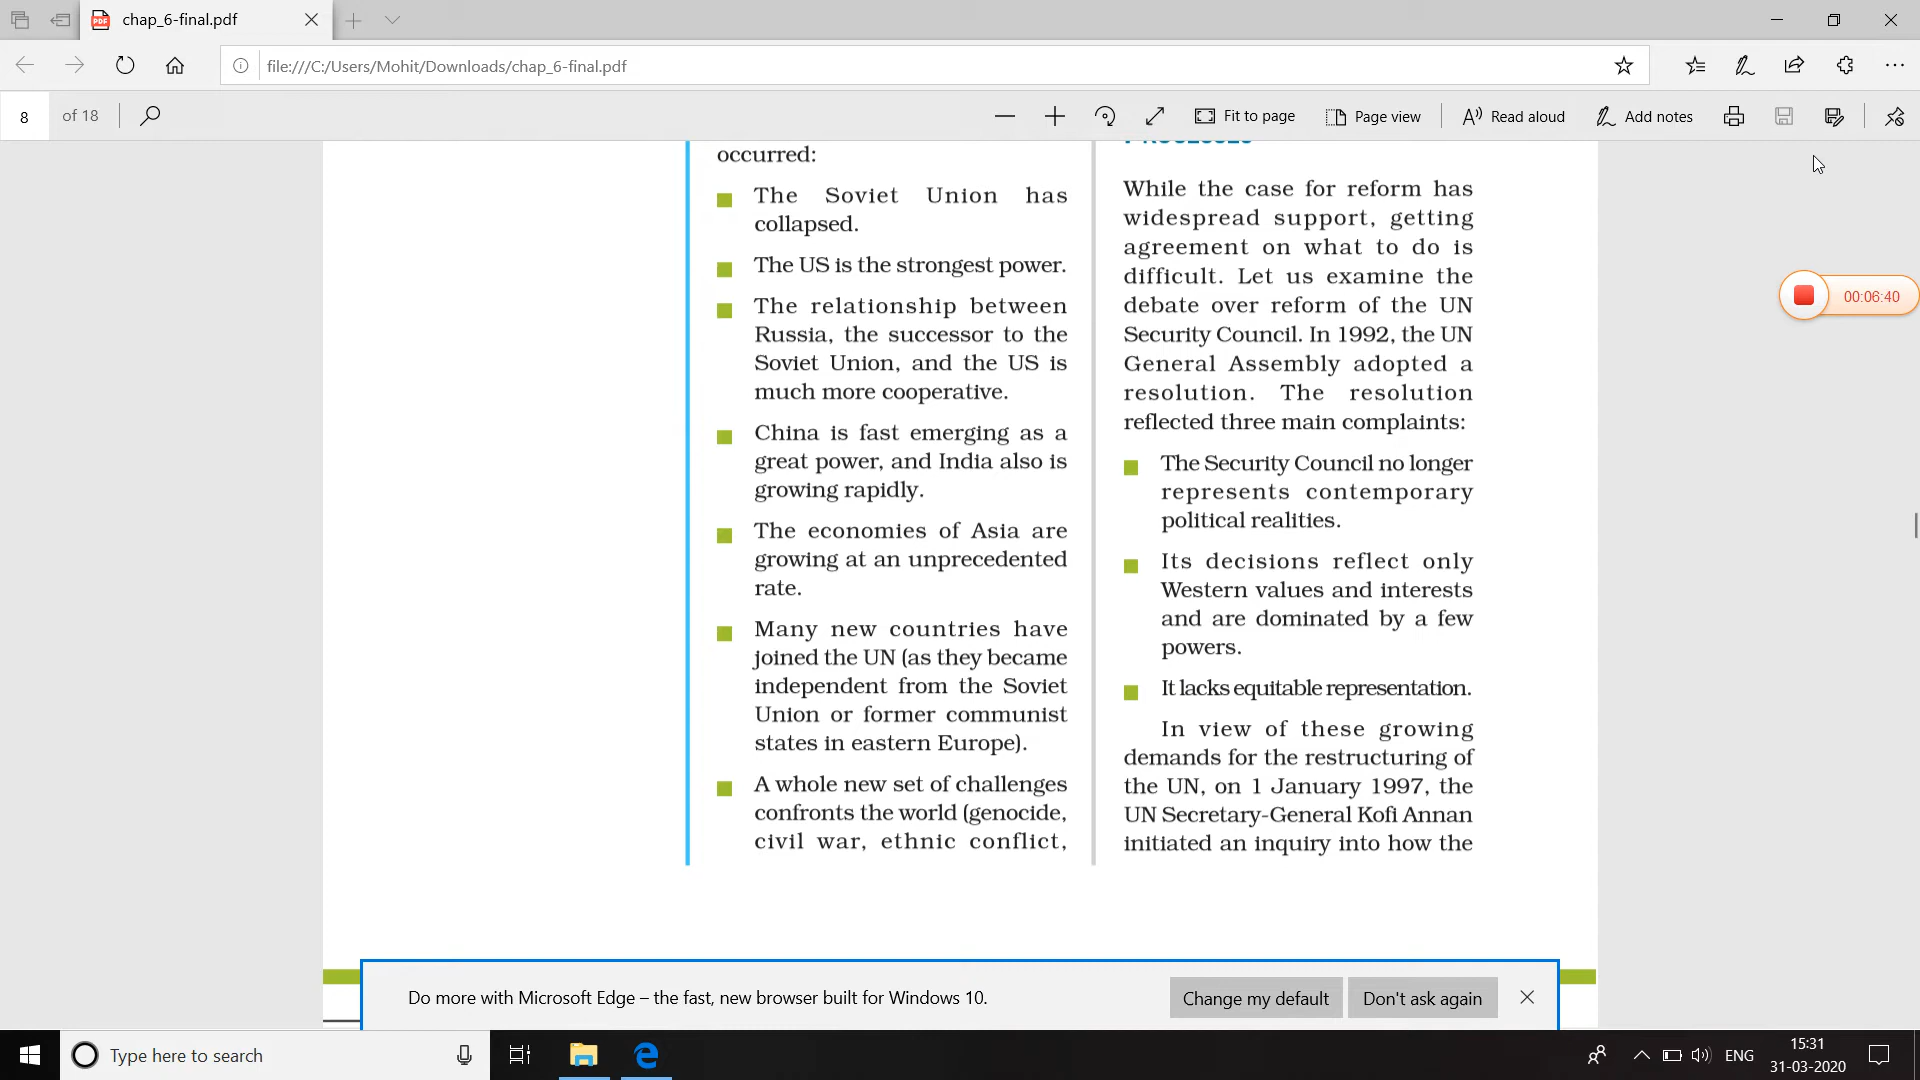 chap_6-final.pdf
file:///C:/Users/Mohit/Downloads/chap_6-final.pdf
8 of 18
Fit to page
Page view
Read aloud
Add notes
occurred:
The Soviet Union has
collapsed.
The US is the strongest power.
The relationship between
Russia, the successor to the
Soviet Union, and the US is
much more cooperative.
China is fast emerging as a
great power, and India also is
growing rapidly.
The economies of Asia are
growing at an unprecedented
rate.
Many new countries have
joined the UN (as they became
independent from the Soviet
Union or former communist
states in eastern Europe).
A whole new set of challenges
confronts the world (genocide,
civil war, ethnic conflict,
While the case for reform has
widespread support, getting
agreement on what to do is
difficult. Let us examine the
debate over reform of the UN
Security Council. In 1992, the UN
General Assembly adopted a
resolution. The resolution
reflected three main complaints:
The Security Council no longer
represents contemporary
political realities.
Its decisions reflect only
Western values and interests
and are dominated by a few
powers.
It lacks equitable representation.
In view of these growing
demands for the restructuring of
the UN, on 1 January 1997, the
UN Secretary-General Kofi Annan
initiated an inquiry into how the
00:06:40
Do more with Microsoft Edge – the fast, new browser built for Windows 10.
Change my default
Don't ask again
Type here to search
ENG
15:31
31-03-2020